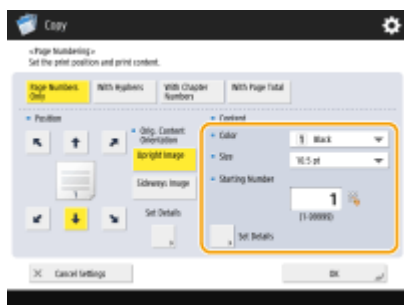 Copy
<Page Numbering>
Set the print position and print content.
Page Numbers Only
With Hyphens
With Chapter Numbers
With Page Total
Position
Orig. Content Orientation
Upright Image
Sideways Image
Set Details
1
Content
Color
1 Black
Size
10.5 pt
Starting Number
1
(1-99999)
Set Details
Cancel Settings
OK